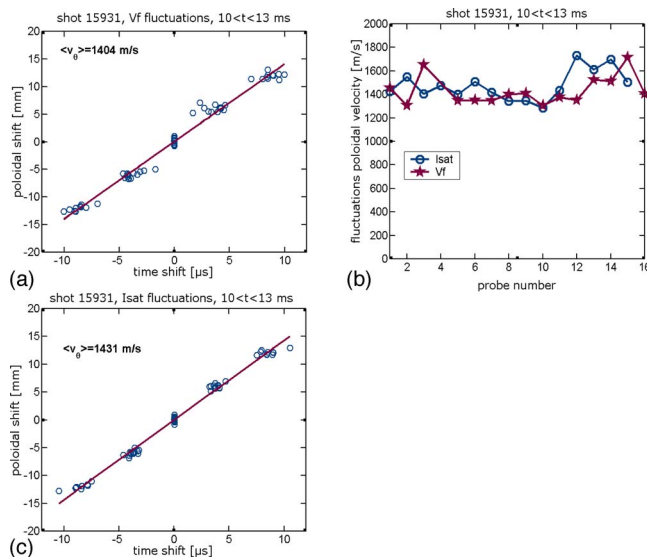 shot 15931, Vf fluctuations, 10<t<13 ms
<v_θ>=1404 m/s
poloidal shift [mm]
20
15
10
5
0
-5
-10
-15
-20
-10 -5 0 5 10
time shift [µs]
(a)
shot 15931, 10<t<13 ms
fluctuations poloidal velocity [m/s]
2000
1800
1600
1400
1200
1000
800
600
400
200
0
Isat
Vf
2 4 6 8 10 12 14 16
probe number
(b)
shot 15931, Isat fluctuations, 10<t<13 ms
<v_θ>=1431 m/s
poloidal shift [mm]
20
15
10
5
0
-5
-10
-15
-20
-10 -5 0 5 10
time shift [µs]
(c)